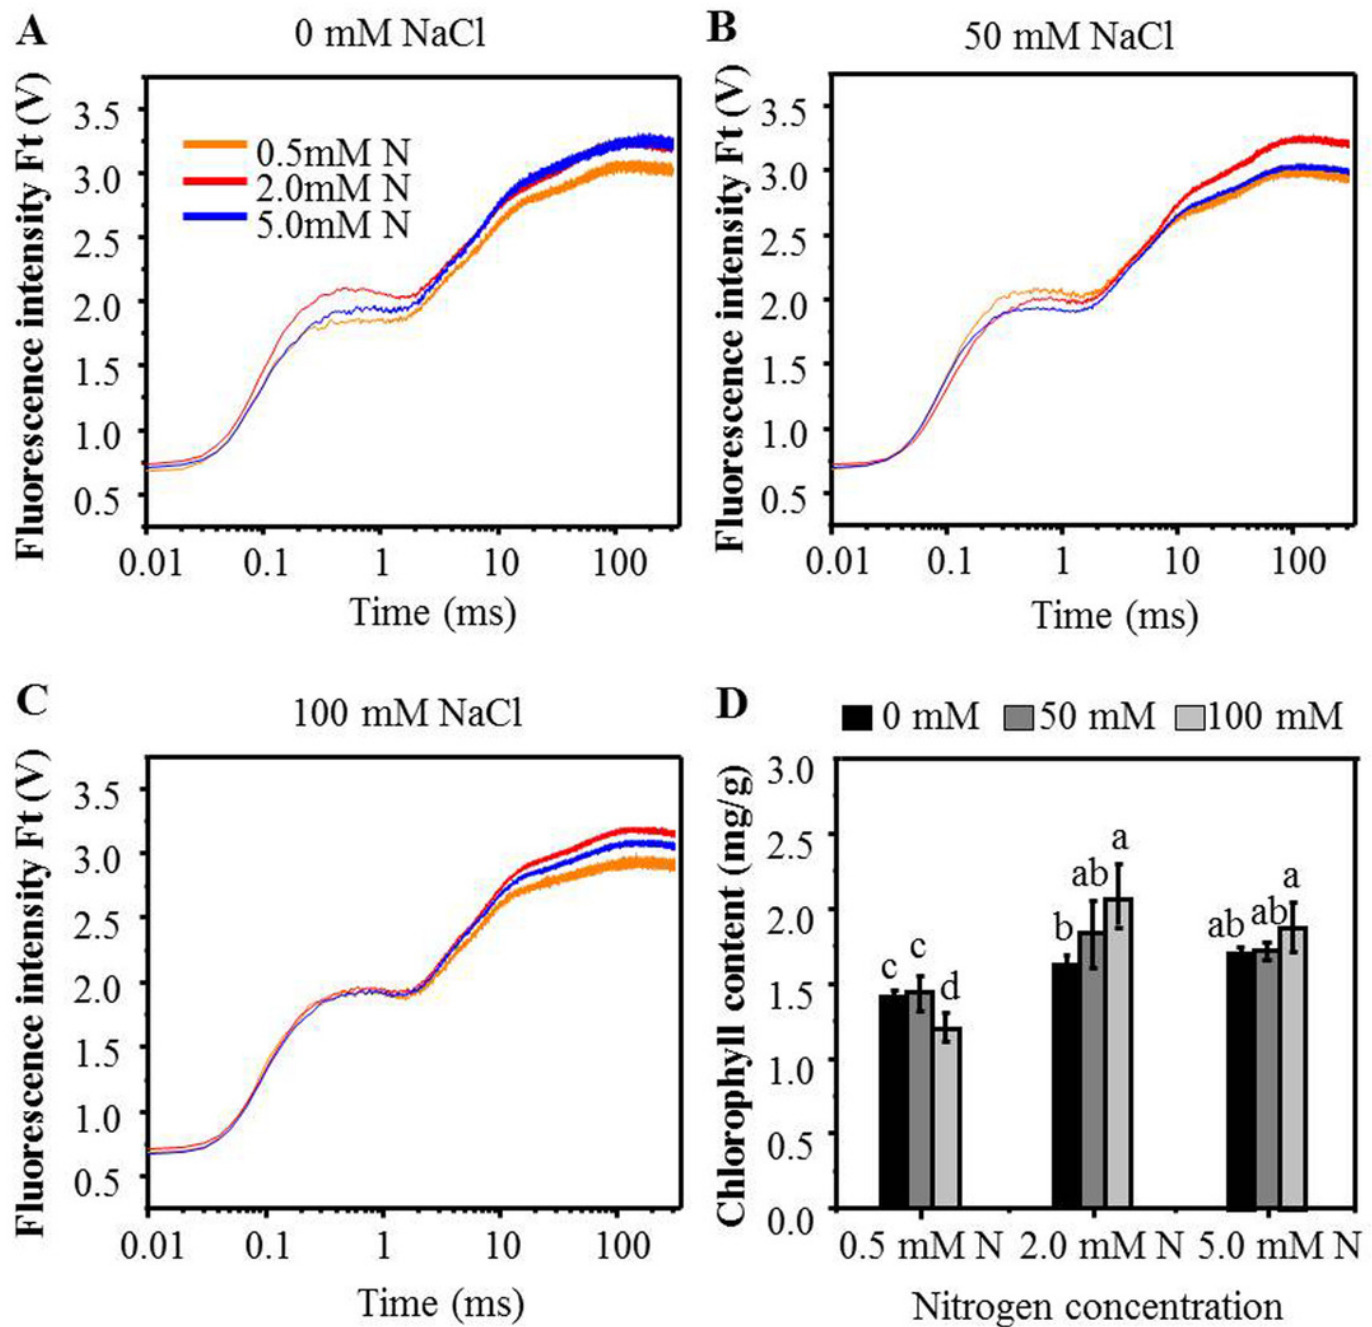 A
0 mM NaCl
Fluorescence intensity Ft (V)
3.5
3.0
2.5
2.0
1.5
1.0
0.5
0.5mM N
2.0mM N
5.0mM N
0.01 0.1 1 10 100
Time (ms)
B
50 mM NaCl
Fluorescence intensity Ft (V)
3.5
3.0
2.5
2.0
1.5
1.0
0.5
0.01 0.1 1 10 100
Time (ms)
C
100 mM NaCl
Fluorescence intensity Ft (V)
3.5
3.0
2.5
2.0
1.5
1.0
0.5
0.01 0.1 1 10 100
Time (ms)
D
0 mM 50 mM 100 mM
Chlorophyll content (mg/g)
3.0
2.5
2.0
1.5
1.0
0.5
0.0
c c d
b ab a
ab ab a
0.5 mM N 2.0 mM N 5.0 mM N
Nitrogen concentration